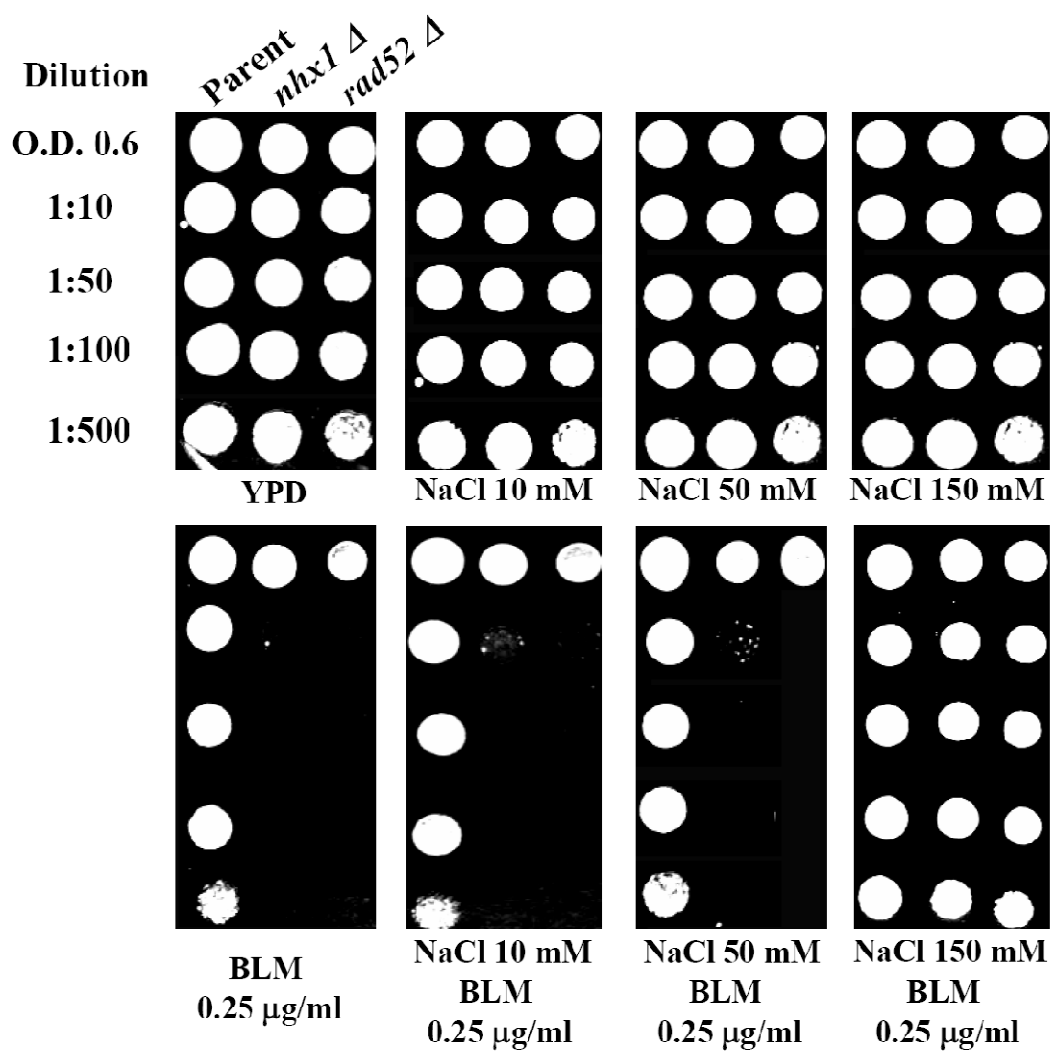 Dilution
Parent
nhx1 Δ
rad52 Δ
O.D. 0.6
1:10
1:50
1:100
1:500
YPD
NaCl 10 mM
NaCl 50 mM
NaCl 150 mM
BLM
0.25 μg/ml
NaCl 10 mM
BLM
0.25 μg/ml
NaCl 50 mM
BLM
0.25 μg/ml
NaCl 150 mM
BLM
0.25 μg/ml